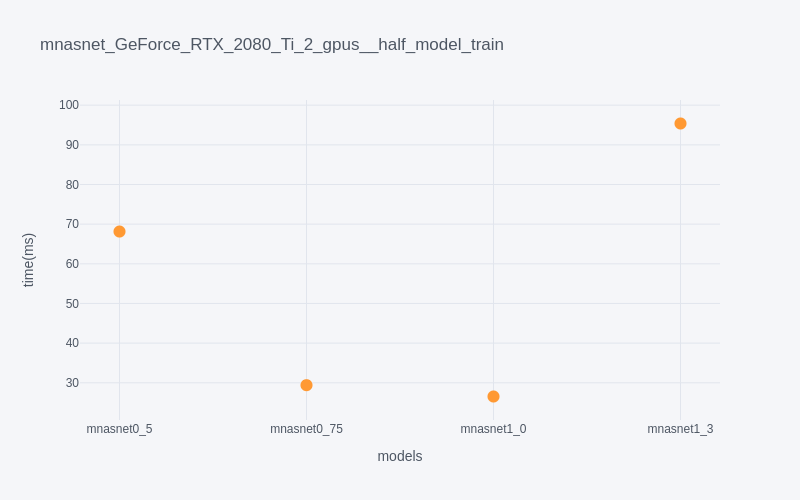 mnasnet_GeForce_RTX_2080_Ti_2_gpus__half_model_train
time(ms)
100
90
80
70
60
50
40
30
mnasnet0_5
mnasnet0_75
mnasnet1_0
mnasnet1_3
models